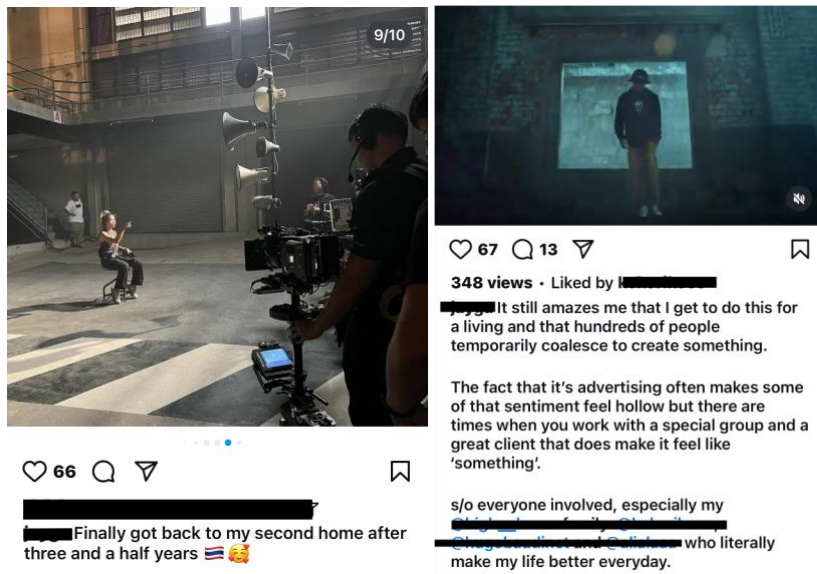 9/10
66
Finally got back to my second home after
three and a half years 🇹🇭🥰
67 13
348 views • Liked by
It still amazes me that I get to do this for
a living and that hundreds of people
temporarily coalesce to create something.
The fact that it's advertising often makes some
of that sentiment feel hollow but there are
times when you work with a special group and a
great client that does make it feel like
'something'.
s/o everyone involved, especially my
and who literally
make my life better everyday.